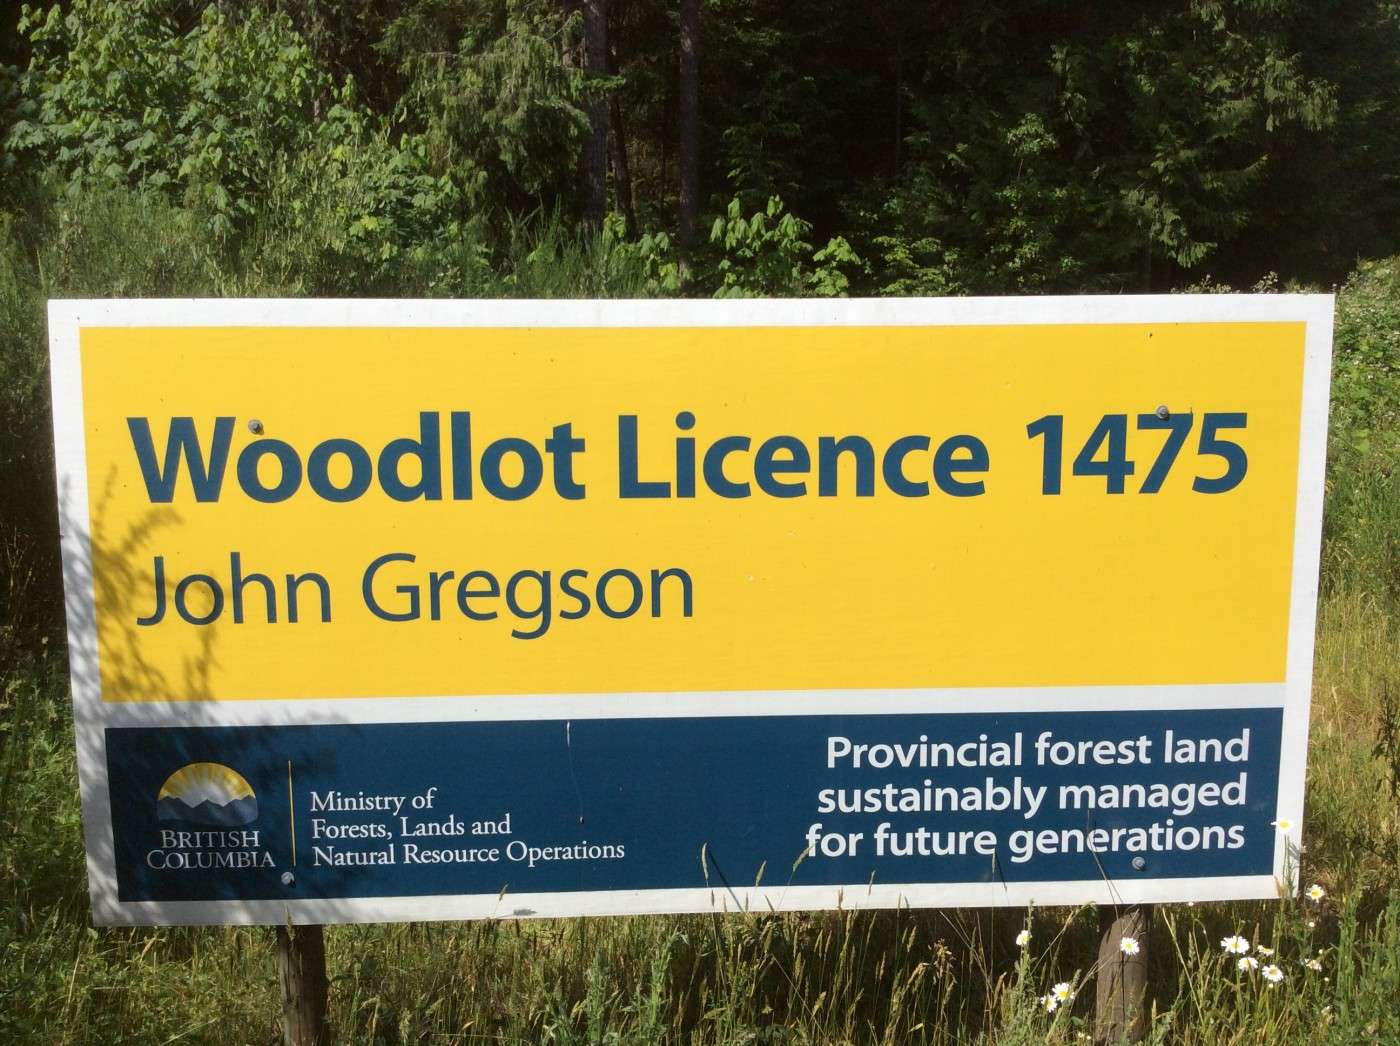 Woodlot Licence 1475
John Gregson
BRITISH
COLUMBIA
Ministry of
Forests, Lands and
Natural Resource Operations
Provincial forest land
sustainably managed
for future generations